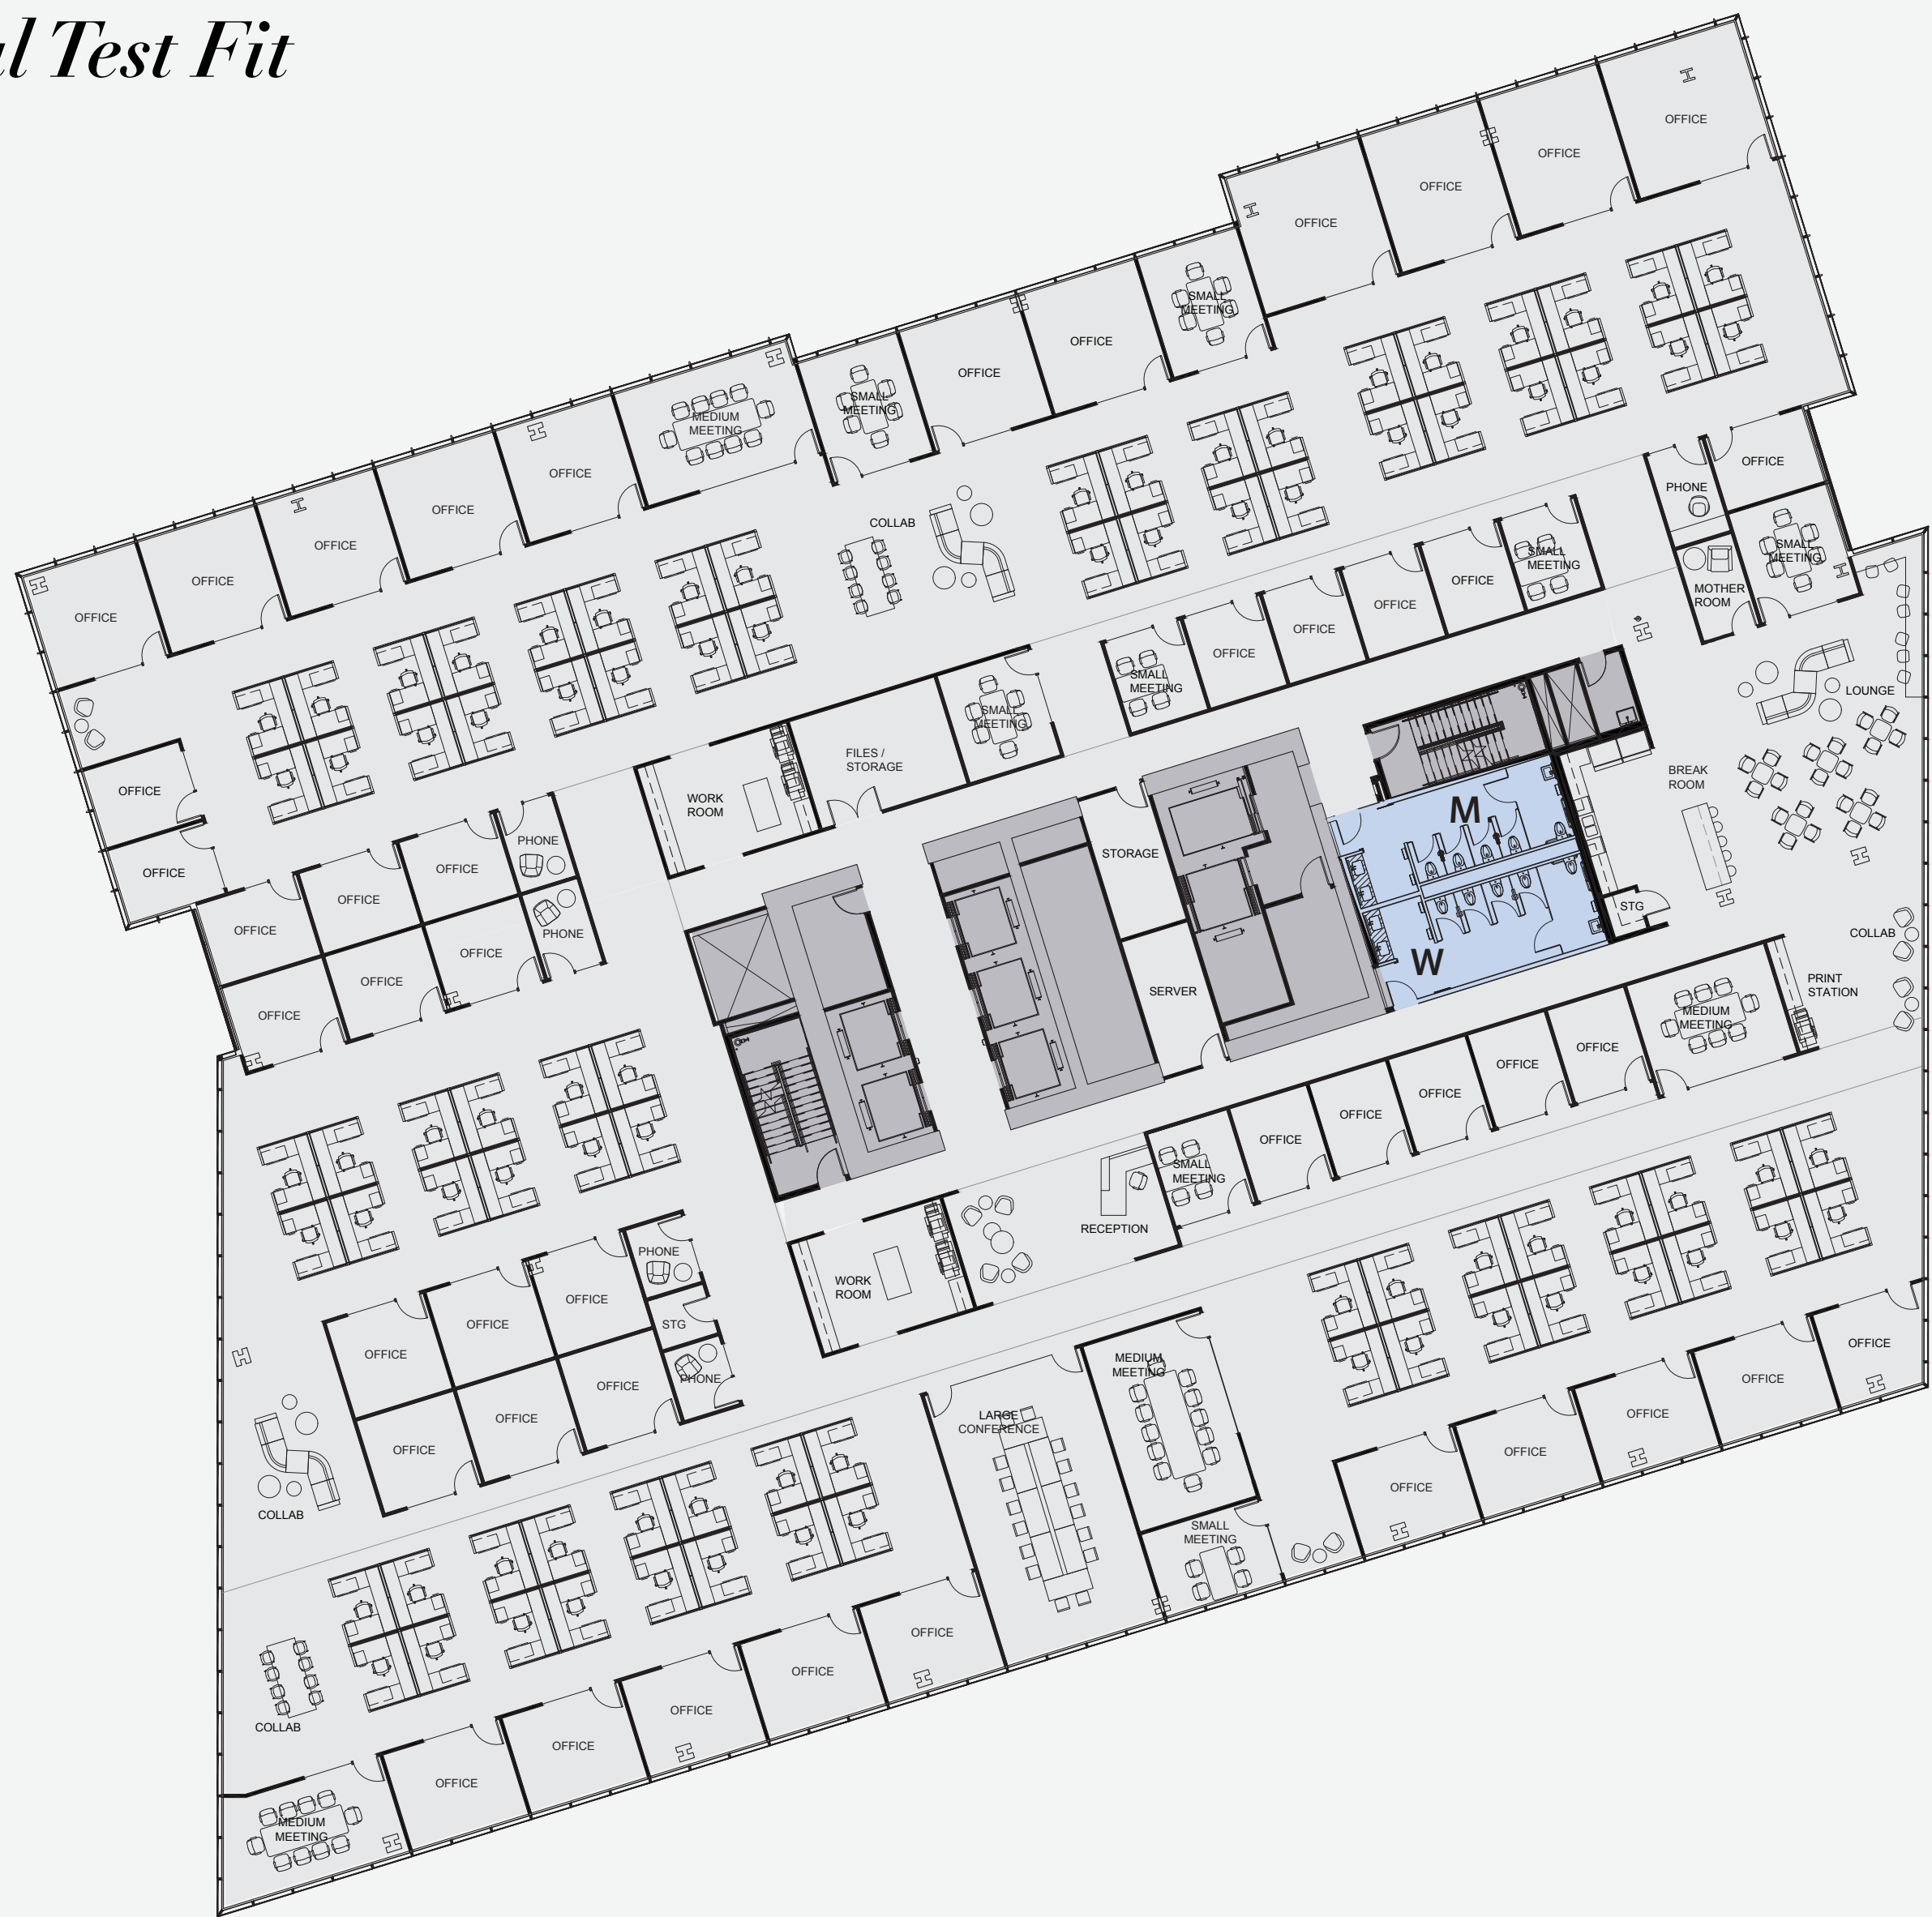 al Test Fit
OFFICE
OFFICE
OFFICE
OFFICE
SMALL
MEETING
OFFICE
OFFICE
SMALL
MEETING
MEDIUM
MEETING
OFFICE
OFFICE
OFFICE
OFFICE
OFFICE
COLLAB
OFFICE
PHONE
SMALL
MEETING
MOTHER
ROOM
SMALL
MEETING
OFFICE
OFFICE
OFFICE
OFFICE
SMALL
MEETING
SMALL
MEETING
FILES /
STORAGE
WORK
ROOM
LOUNGE
BREAK
ROOM
OFFICE
OFFICE
PHONE
OFFICE
OFFICE
OFFICE
PHONE
OFFICE
OFFICE
OFFICE
STORAGE
SERVER
M
W
STG
COLLAB
PRINT
STATION
MEDIUM
MEETING
OFFICE
OFFICE
OFFICE
OFFICE
OFFICE
SMALL
MEETING
RECEPTION
WORK
ROOM
PHONE
STG
PHONE
OFFICE
OFFICE
OFFICE
OFFICE
OFFICE
OFFICE
COLLAB
LARGE
CONFERENCE
MEDIUM
MEETING
SMALL
MEETING
OFFICE
OFFICE
OFFICE
OFFICE
OFFICE
OFFICE
OFFICE
OFFICE
OFFICE
OFFICE
COLLAB
MEDIUM
MEETING